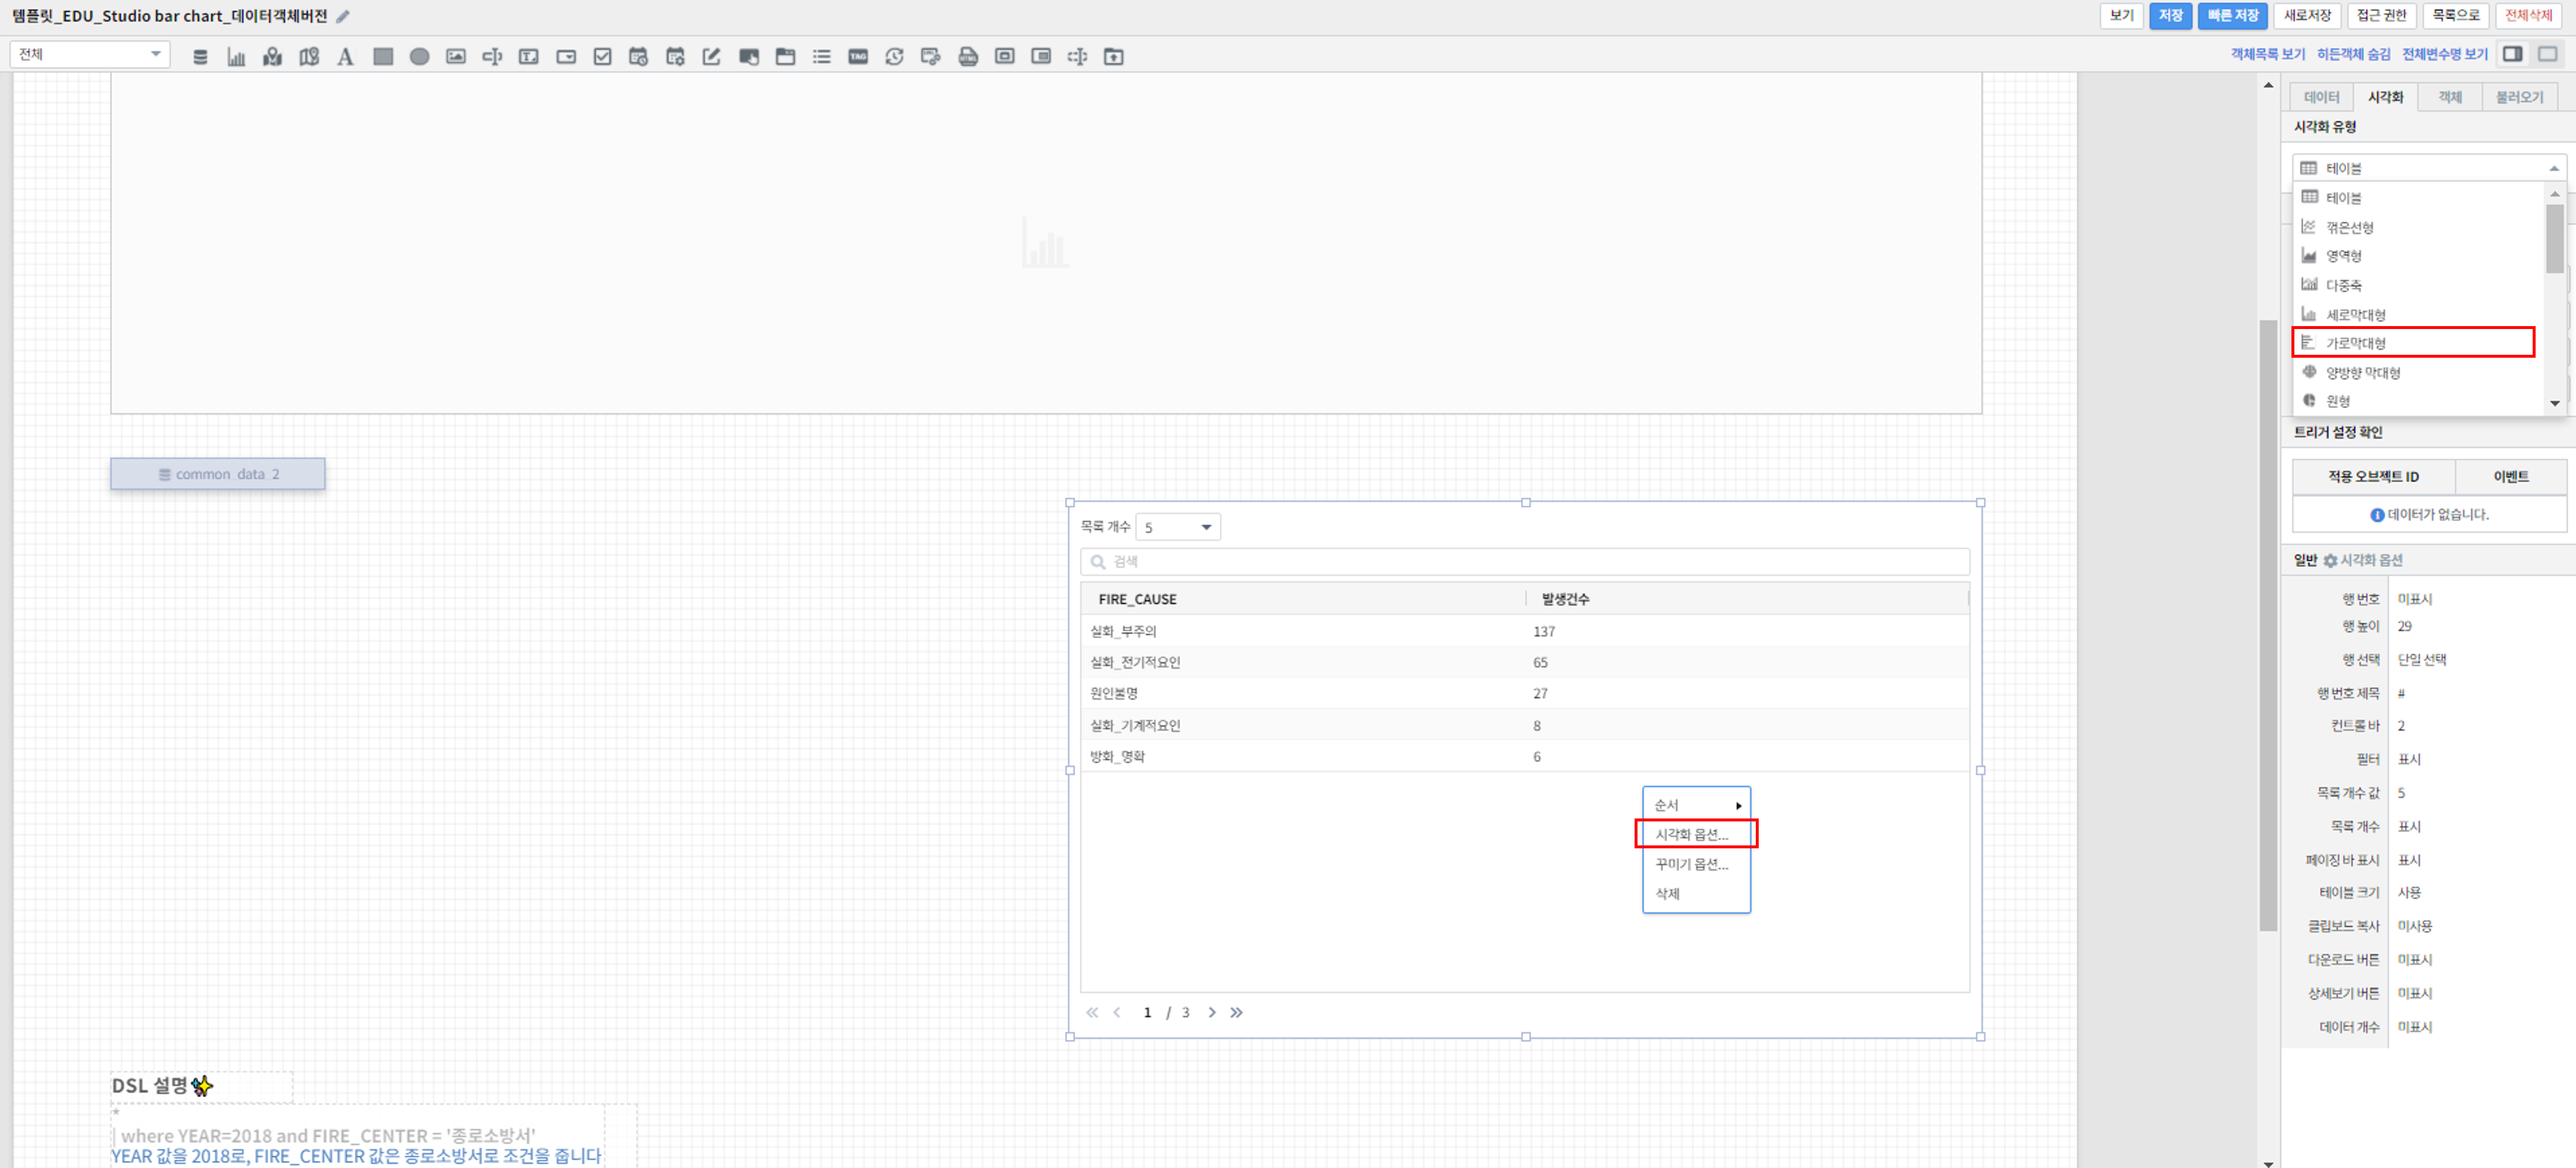 템플릿_EDU_Studio bar chart_데이터객체버전
보기 저장 빠른 저장 새로저장 접근 권한 목록으로 전체삭제
전체
TAG
객체목록 보기 히든객체 숨김 전체변수명 보기
데이터 시각화 객체 불러오기
시각화 유형
테이블
테이블
꺾은선형
영역형
다중축
세로막대형
가로막대형
양방향 막대형
원형
트리거 설정 확인
적용 오브젝트 ID 이벤트
데이터가 없습니다.
일반 시각화 옵션
행 번호 미표시
행 높이 29
행 선택 단일 선택
행 번호 제목 #
컨트롤 바 2
필터 표시
목록 개수 값 5
목록 개수 표시
페이징 바 표시 표시
테이블 크기 사용
클립보드 복사 미사용
다운로드 버튼 미표시
상세보기 버튼 미표시
데이터 개수 미표시
common_data_2
목록 개수 5
검색
FIRE_CAUSE 발생건수
실화_부주의 137
실화_전기적요인 65
원인불명 27
실화_기계적요인 8
방화_명확 6
순서
시각화 옵션...
꾸미기 옵션...
삭제
1 / 3
DSL 설명✨
*
| where YEAR=2018 and FIRE_CENTER = '종로소방서'
YEAR 값을 2018로, FIRE_CENTER 값은 종로소방서로 조건을 줍니다